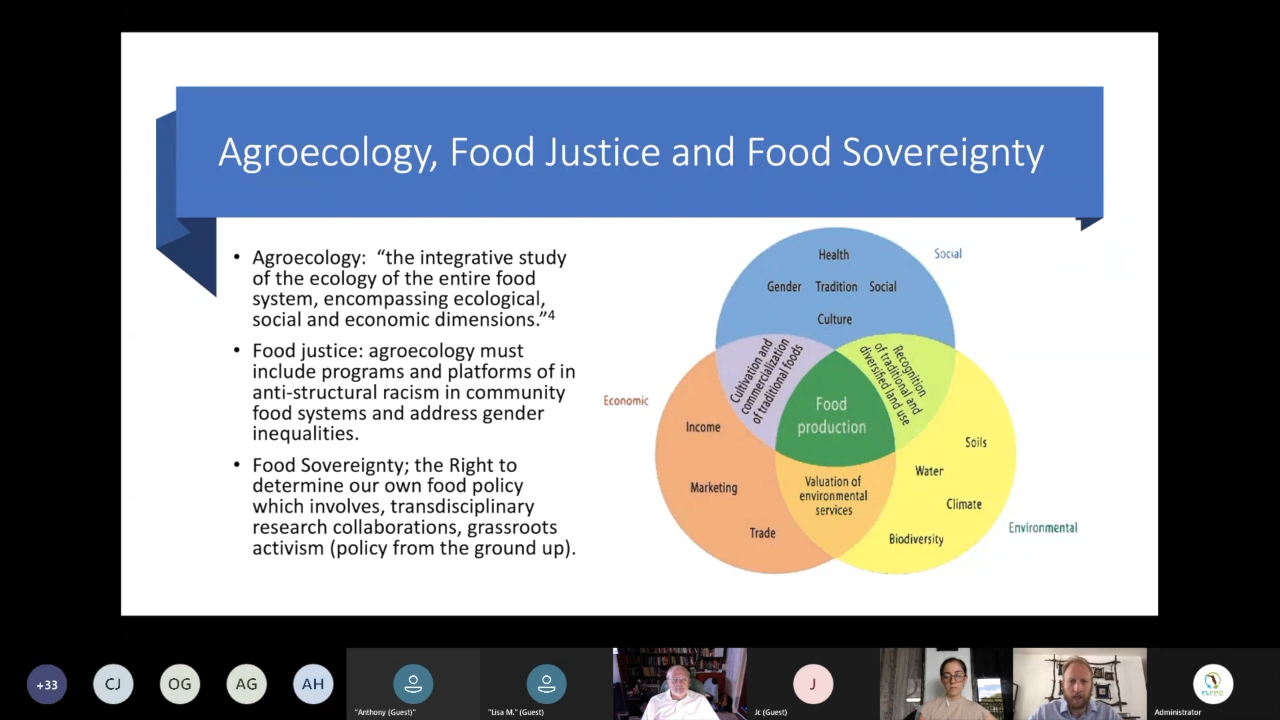 Agroecology, Food Justice and Food Sovereignty
• Agroecology: “the integrative study
of the ecology of the entire food
system, encompassing ecological,
social and economic dimensions.”4
• Food justice: agroecology must
include programs and platforms of in
anti-structural racism in community
food systems and address gender
inequalities.
• Food Sovereignty; the Right to
determine our own food policy
which involves, transdisciplinary
research collaborations, grassroots
activism (policy from the ground up).
Social
Health
Gender Tradition Social
Culture
Cultivation and
commercialization
of traditional foods
Recognition
of traditional and
diversified land use
Economic
Food
production
Income
Marketing
Trade
Valuation of
environmental
services
Soils
Water
Climate
Biodiversity
Environmental
+33
CJ
OG
AG
AH
"Anthony (Guest)"
"Lisa M." (Guest)
J
Jc (Guest)
FLFPC
Administrator